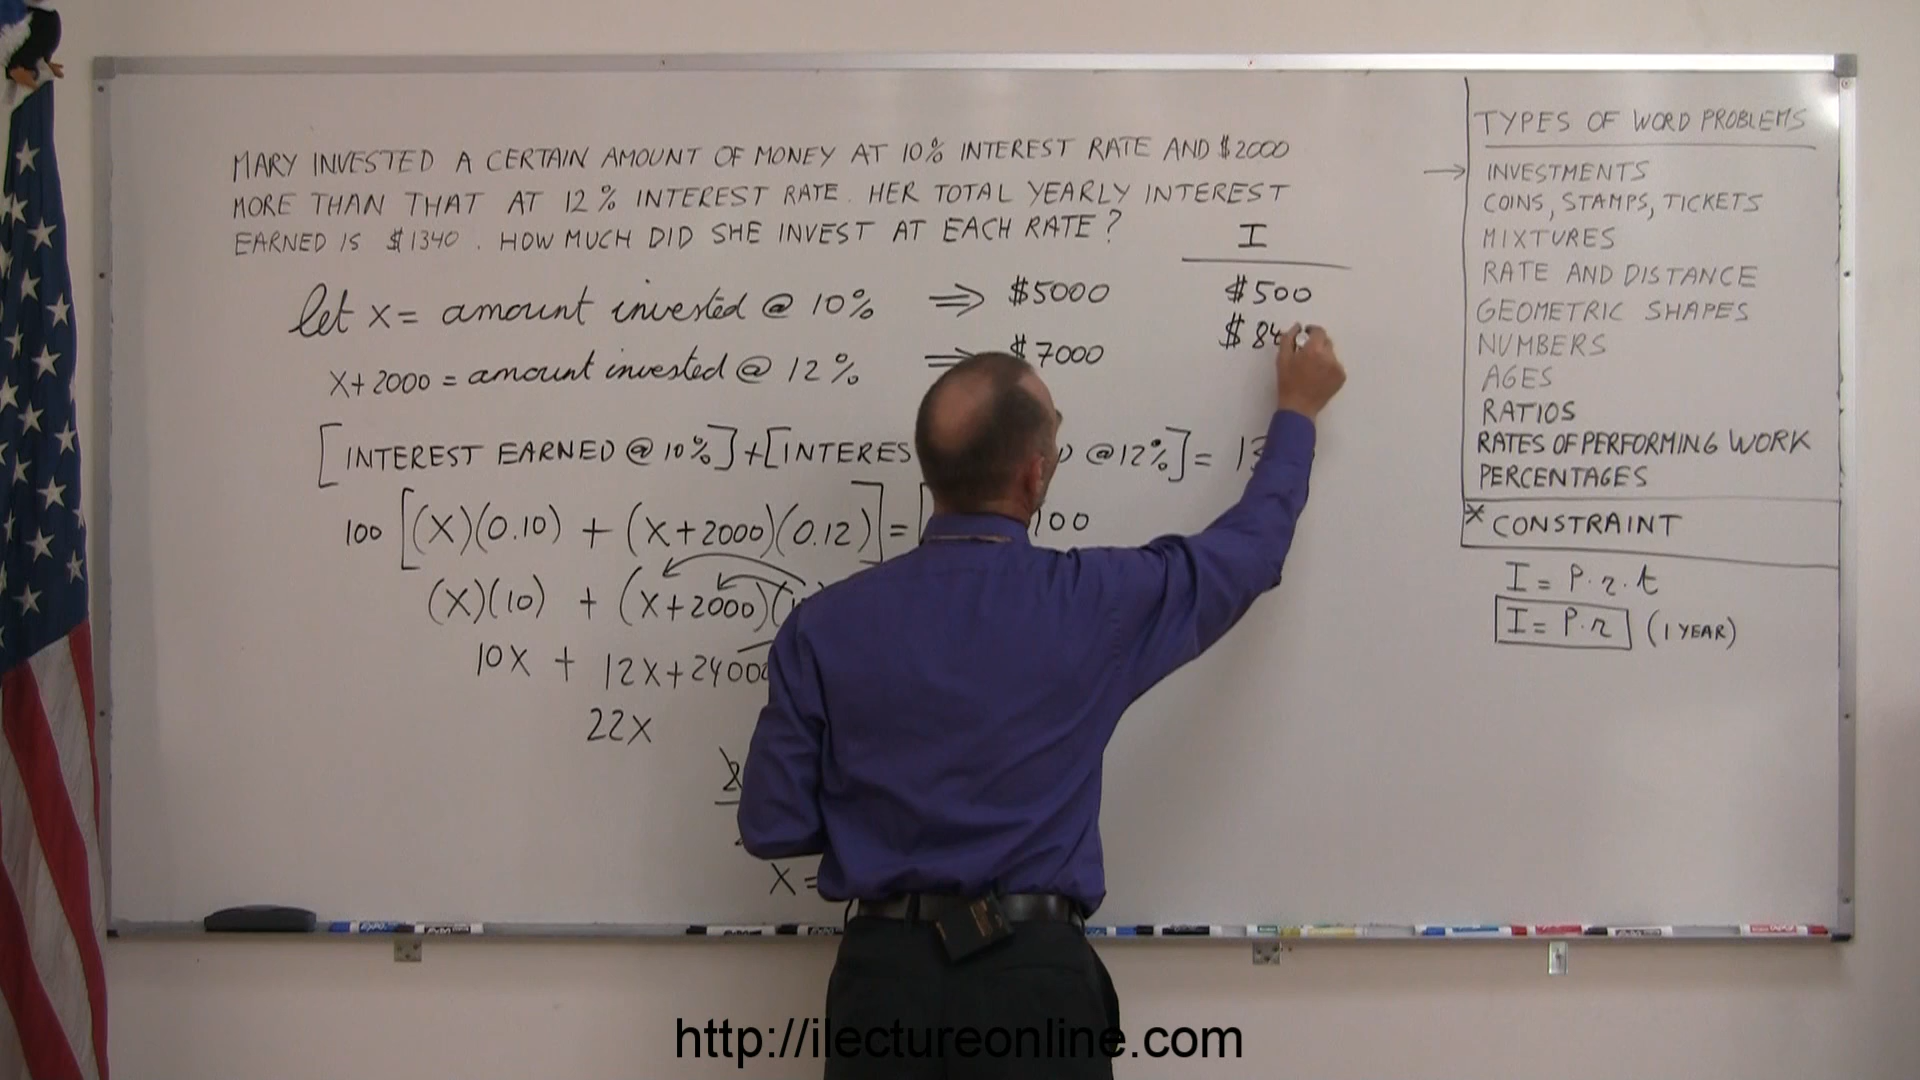 MARY INVESTED A CERTAIN AMOUNT OF MONEY AT 10% INTEREST RATE AND $2000
MORE THAN THAT AT 12% INTEREST RATE. HER TOTAL YEARLY INTEREST
EARNED IS $1340. HOW MUCH DID SHE INVEST AT EACH RATE?
I
let x = amount invested @ 10% ⇒ $5000 $500
x+2000 = amount invested @ 12% ⇒ $7000 $84
[INTEREST EARNED @ 10%]+[INTERES @12%] = 13
100 [(x)(0.10) + (x+2000)(0.12)] = [ 100
(x)(10) + (x+2000)(
10x + 12x+2400
22x
x =
TYPES OF WORD PROBLEMS
→ INVESTMENTS
COINS, STAMPS, TICKETS
MIXTURES
RATE AND DISTANCE
GEOMETRIC SHAPES
NUMBERS
AGES
RATIOS
RATES OF PERFORMING WORK
PERCENTAGES
* CONSTRAINT
I = P·r·t
I = P·r (1 YEAR)
EXPO
http://ilectureonline.com